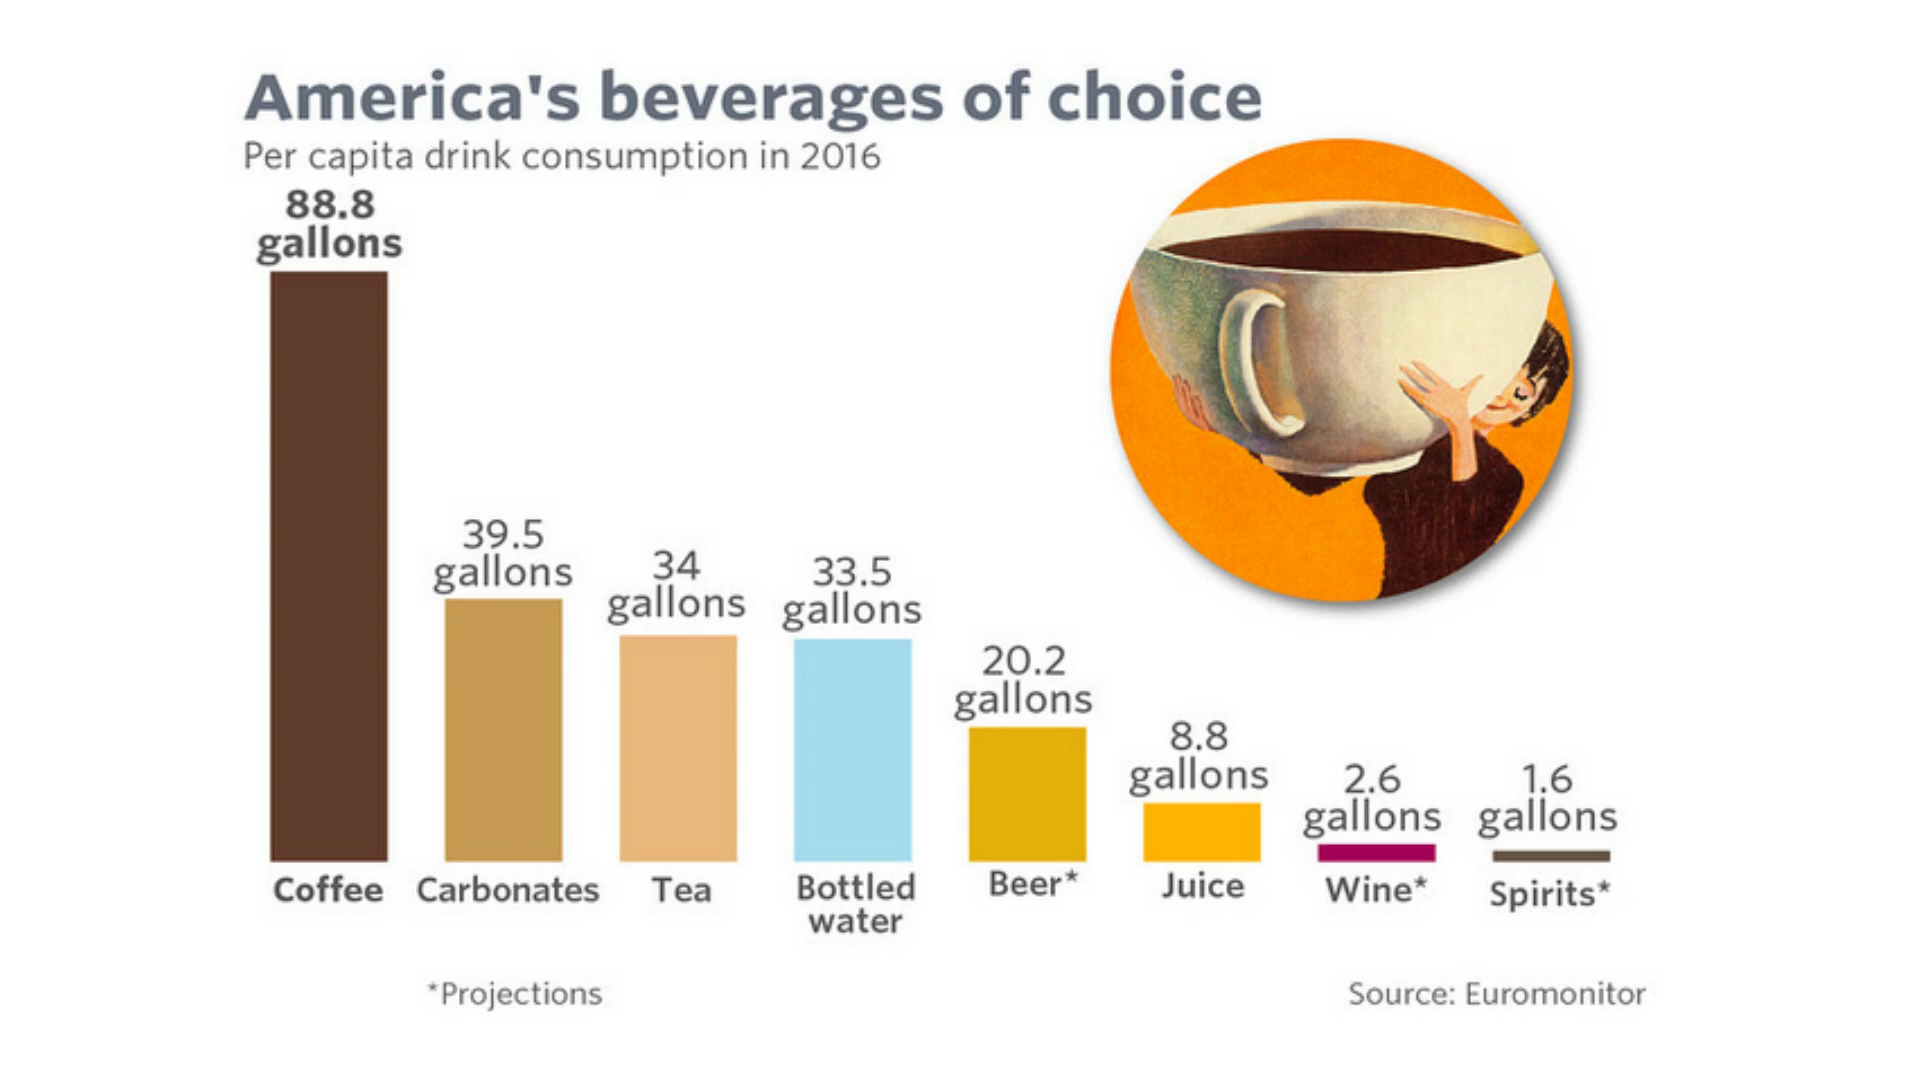 America's beverages of choice
Per capita drink consumption in 2016
88.8
gallons
39.5
gallons
34
gallons
33.5
gallons
20.2
gallons
8.8
gallons
2.6
gallons
1.6
gallons
Coffee
Carbonates
Tea
Bottled
water
Beer*
Juice
Wine*
Spirits*
*Projections
Source: Euromonitor